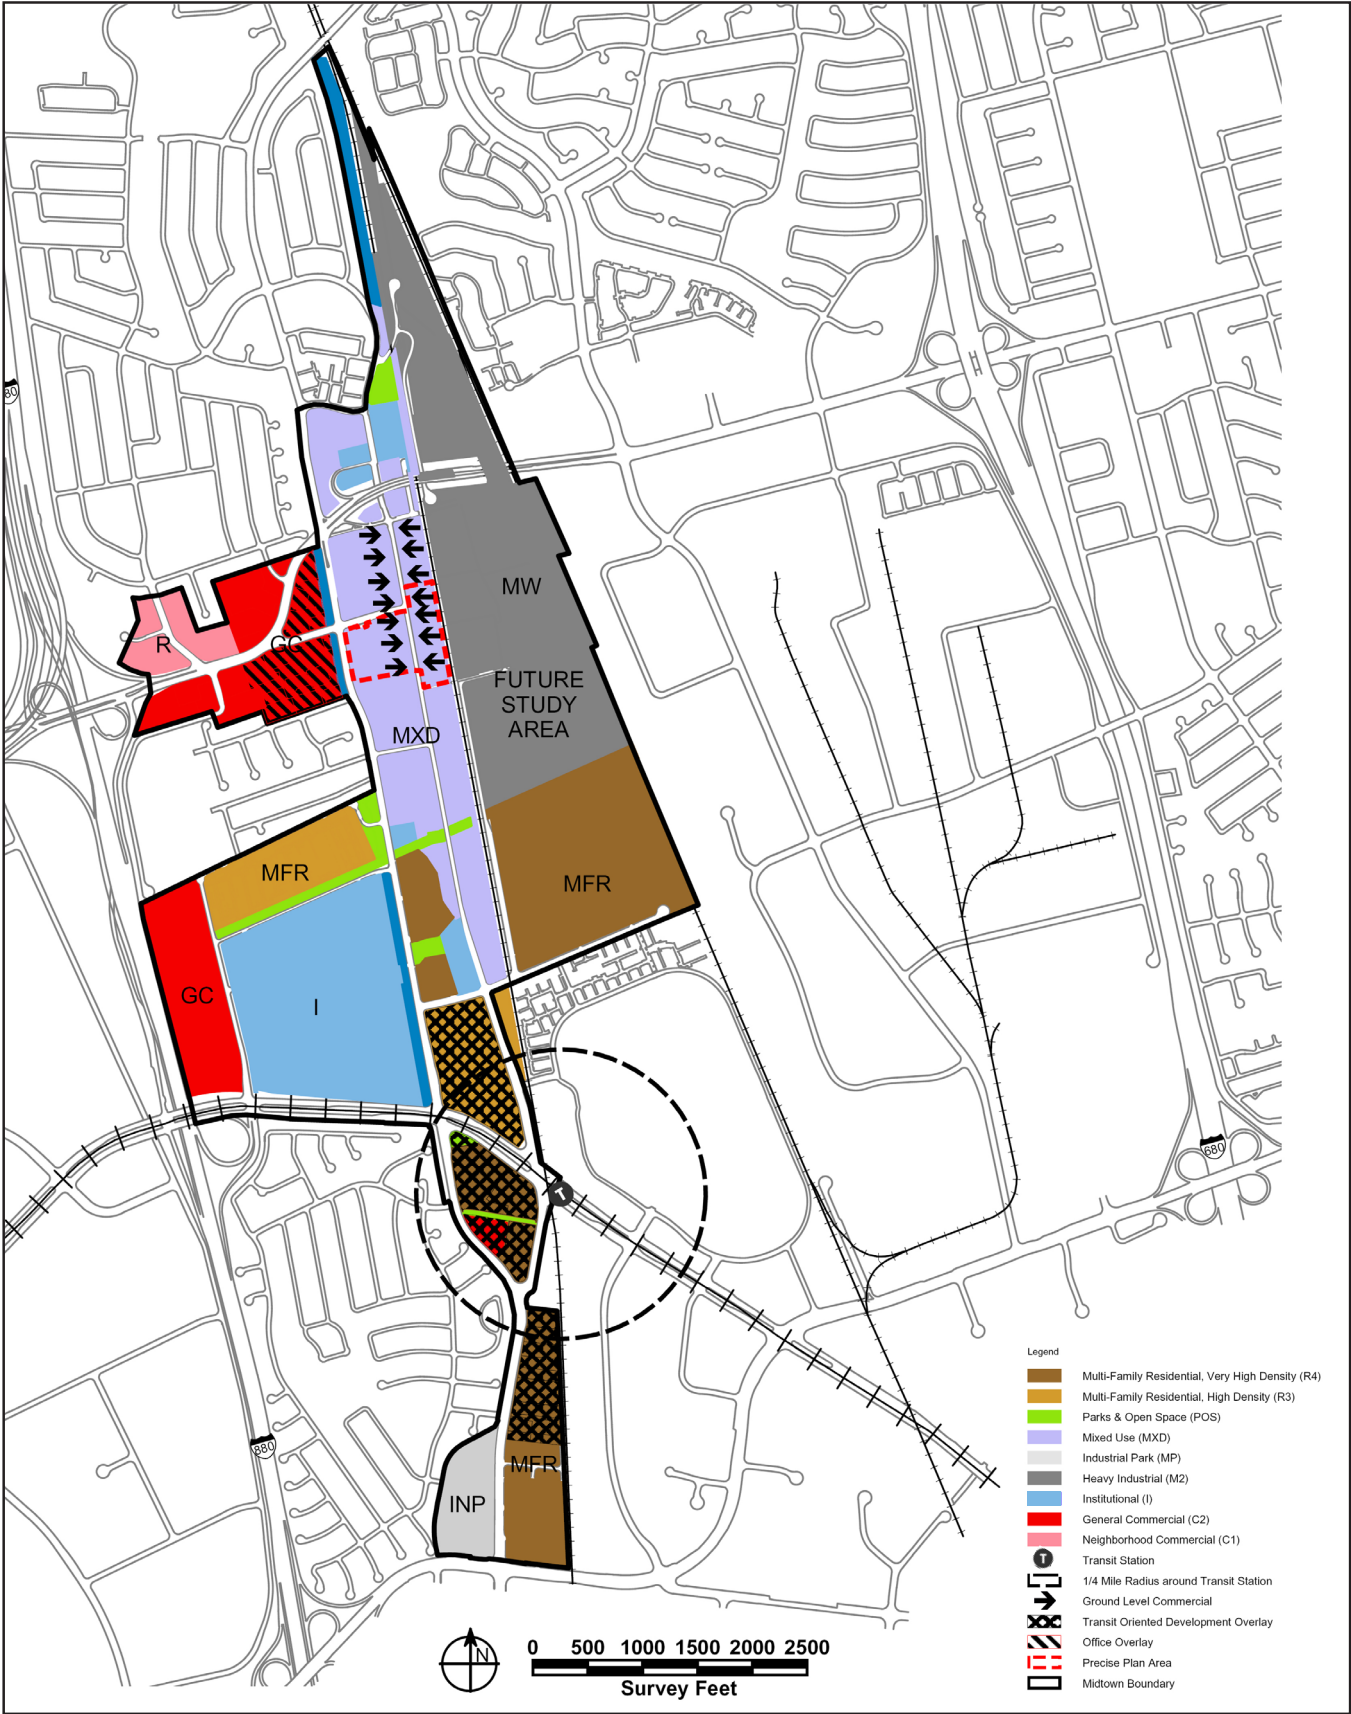 80
MW
R
GC
FUTURE
STUDY
AREA
MXD
MFR
MFR
GC
I
680
T
880
MFR
INP
Legend
Multi-Family Residential, Very High Density (R4)
Multi-Family Residential, High Density (R3)
Parks & Open Space (POS)
Mixed Use (MXD)
Industrial Park (MP)
Heavy Industrial (M2)
Institutional (I)
General Commercial (C2)
Neighborhood Commercial (C1)
T Transit Station
1/4 Mile Radius around Transit Station
Ground Level Commercial
Transit Oriented Development Overlay
Office Overlay
Precise Plan Area
Midtown Boundary
N
0 500 1000 1500 2000 2500
Survey Feet